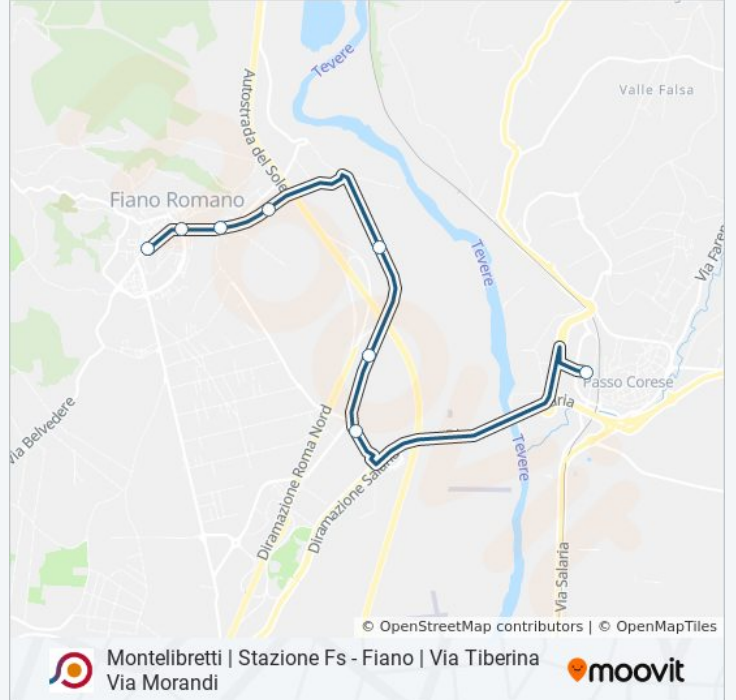 Tevere
Valle Falsa
Autostrada del Sole
Fiano Romano
Tevere
Via Faren
Passo Corese
aria
Via Belvedere
Diramazione Roma Nord
Diramazione Salaria
Tevere
Via Salaria
© OpenStreetMap contributors | © OpenMapTiles
Montelibretti | Stazione Fs - Fiano | Via Tiberina
Via Morandi
moovit